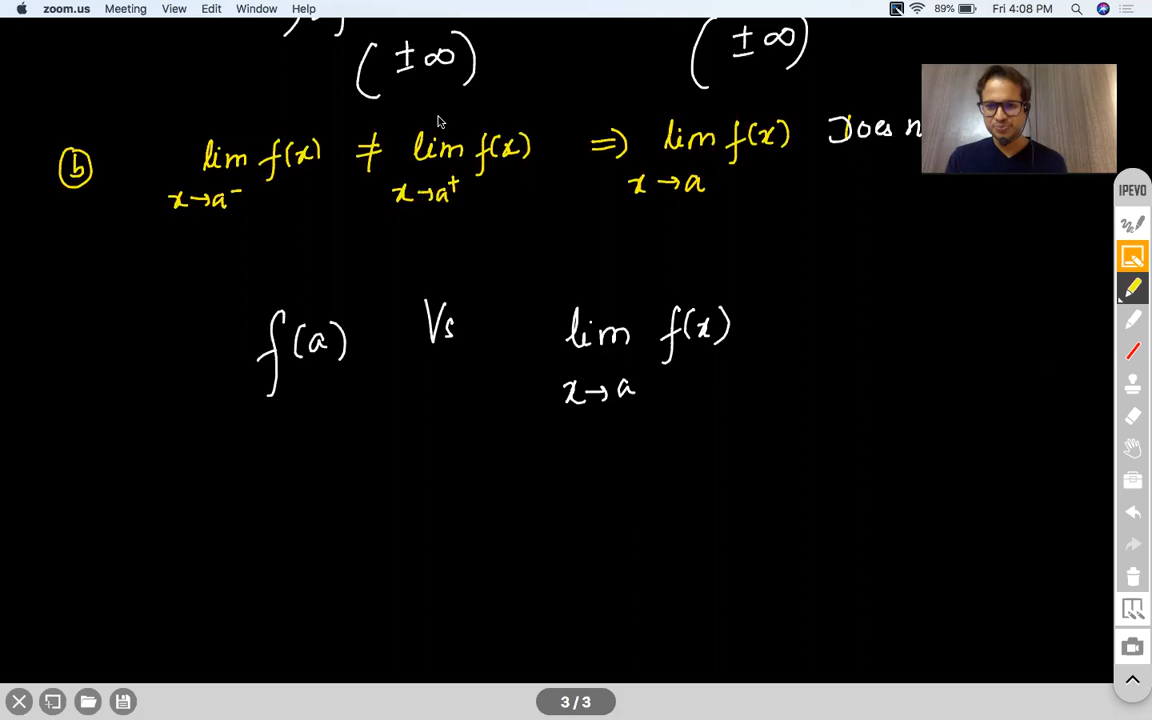 zoom.us Meeting View Edit Window Help 89% Fri 4:08 PM
(±∞) (±∞)
ⓑ lim f(x) ≠ lim f(x) ⇒ lim f(x) Does n
x→a⁻ x→a⁺ x→a
IPEVO
f(a) Vs lim f(x)
x→a
3/3